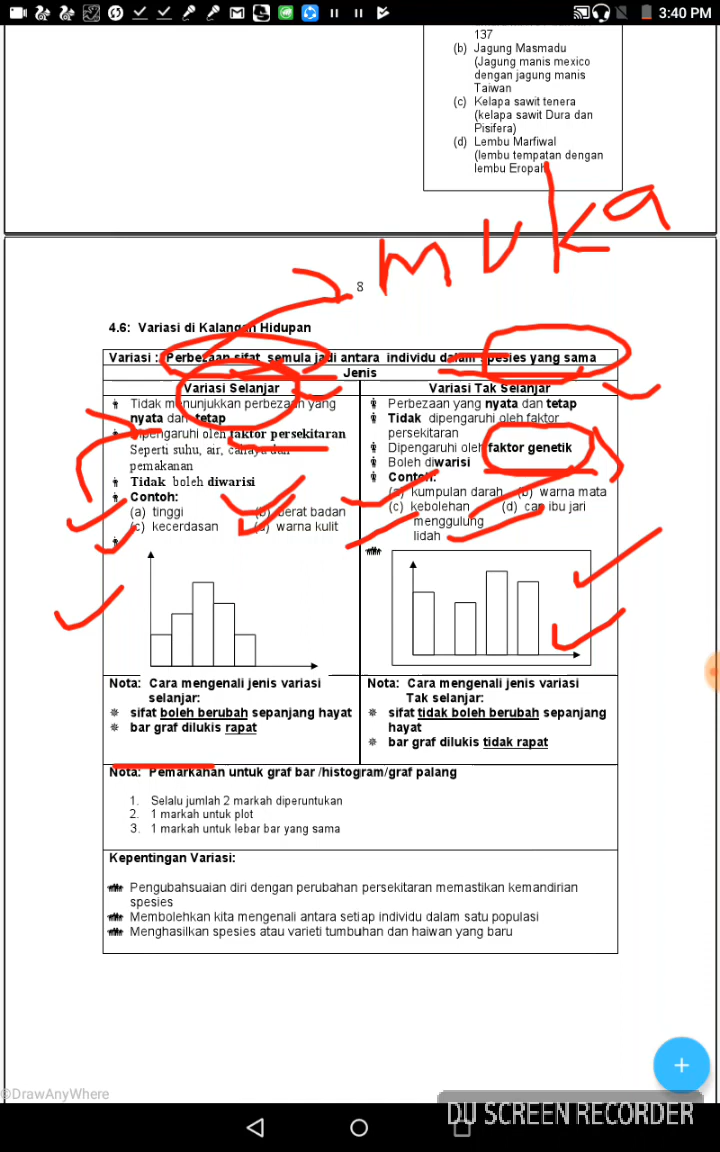 3:40 PM
137
(b) Jagung Masmadu
(Jagung manis mexico
dengan jagung manis
Taiwan
(c) Kelapa sawit tenera
(kelapa sawit Dura dan
Pisifera)
(d) Lembu Marfiwal
(lembu tempatan dengan
lembu Eropah
muka
8
4.6: Variasi di Kalangan Hidupan
Variasi : Perbezaan sifat semula jadi antara individu dalam spesies yang sama
Jenis
Variasi Selanjar
Tidak menunjukkan perbezaan yang
nyata dan tetap
Dipengaruhi oleh faktor persekitaran
Seperti suhu, air, cahaya dan
pemakanan
Tidak boleh diwarisi
Contoh:
(a) tinggi (b) berat badan
(c) kecerdasan (d) warna kulit
Variasi Tak Selanjar
Perbezaan yang nyata dan tetap
Tidak dipengaruhi oleh faktor
persekitaran
Dipengaruhi oleh faktor genetik
Boleh diwarisi
Contoh:
(a) kumpulan darah (b) warna mata
(c) kebolehan (d) cap ibu jari
menggulung
lidah
Nota: Cara mengenali jenis variasi
selanjar:
sifat boleh berubah sepanjang hayat
bar graf dilukis rapat
Nota: Cara mengenali jenis variasi
Tak selanjar:
sifat tidak boleh berubah sepanjang
hayat
bar graf dilukis tidak rapat
Nota: Pemarkahan untuk graf bar /histogram/graf palang
1. Selalu jumlah 2 markah diperuntukan
2. 1 markah untuk plot
3. 1 markah untuk lebar bar yang sama
Kepentingan Variasi:
Pengubahsuaian diri dengan perubahan persekitaran memastikan kemandirian
spesies
Membolehkan kita mengenali antara setiap individu dalam satu populasi
Menghasilkan spesies atau varieti tumbuhan dan haiwan yang baru
©DrawAnyWhere
DU SCREEN RECORDER